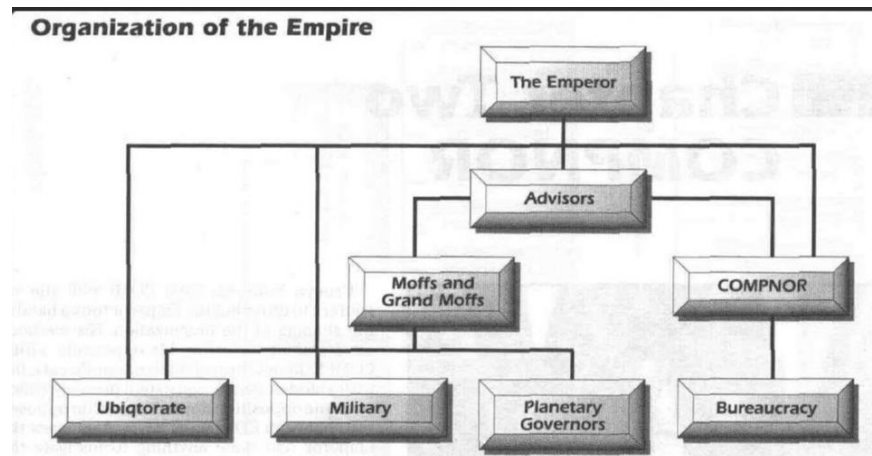 Organization of the Empire
The Emperor
Advisors
Moffs and
Grand Moffs
COMPNOR
Ubiqtorate
Military
Planetary
Governors
Bureaucracy